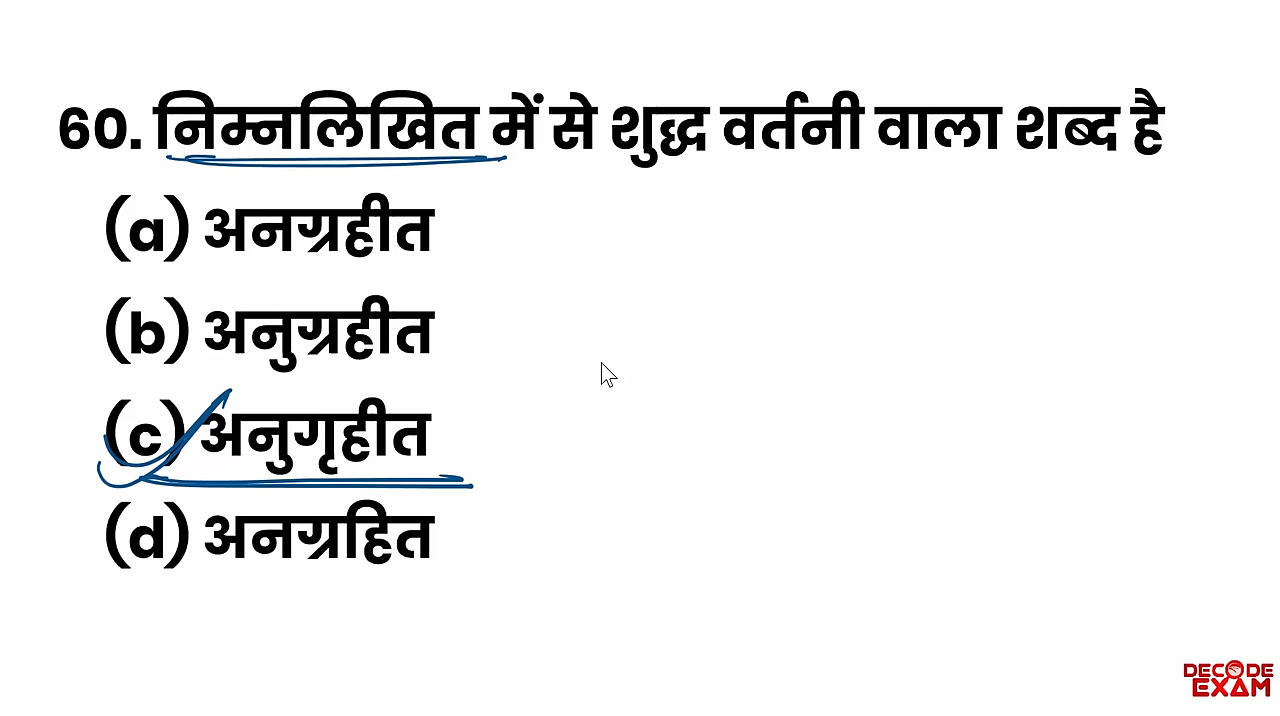 60. निम्नलिखित में से शुद्ध वर्तनी वाला शब्द है
(a) अनग्रहीत
(b) अनुग्रहीत
(c) अनुगृहीत
(d) अनग्रहित
DECODE
EXAM